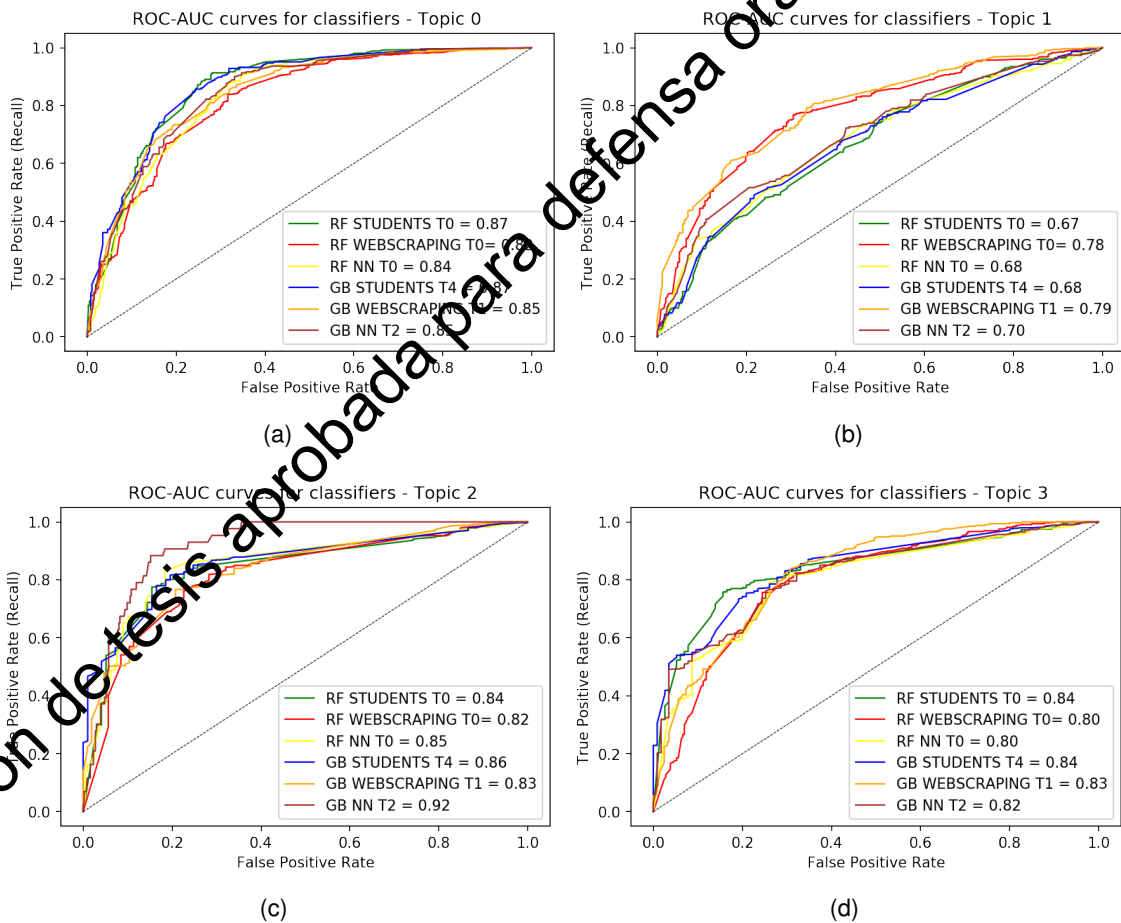 ROC-AUC curves for classifiers - Topic 0
True Positive Rate (Recall)
1.0
0.8
0.6
0.4
0.2
0.0
RF STUDENTS T0 = 0.87
RF WEBSCRAPING T0=
RF NN T0 = 0.84
GB STUDENTS T4 =
GB WEBSCRAPING T1 = 0.85
GB NN T2 =
0.0 0.2 0.4 0.6 0.8 1.0
False Positive Rate
(a)
ROC-AUC curves for classifiers - Topic 1
True Positive Rate (Recall)
1.0
0.8
0.6
0.4
0.2
0.0
RF STUDENTS T0 = 0.67
RF WEBSCRAPING T0= 0.78
RF NN T0 = 0.68
GB STUDENTS T4 = 0.68
GB WEBSCRAPING T1 = 0.79
GB NN T2 = 0.70
0.0 0.2 0.4 0.6 0.8 1.0
False Positive Rate
(b)
ROC-AUC curves for classifiers - Topic 2
True Positive Rate (Recall)
1.0
0.8
0.6
0.4
0.2
0.0
RF STUDENTS T0 = 0.84
RF WEBSCRAPING T0= 0.82
RF NN T0 = 0.85
GB STUDENTS T4 = 0.86
GB WEBSCRAPING T1 = 0.83
GB NN T2 = 0.92
0.0 0.2 0.4 0.6 0.8 1.0
False Positive Rate
(c)
ROC-AUC curves for classifiers - Topic 3
True Positive Rate (Recall)
1.0
0.8
0.6
0.4
0.2
0.0
RF STUDENTS T0 = 0.84
RF WEBSCRAPING T0= 0.80
RF NN T0 = 0.80
GB STUDENTS T4 = 0.84
GB WEBSCRAPING T1 = 0.83
GB NN T2 = 0.82
0.0 0.2 0.4 0.6 0.8 1.0
False Positive Rate
(d)
on de tesis aprobada para defensa ora